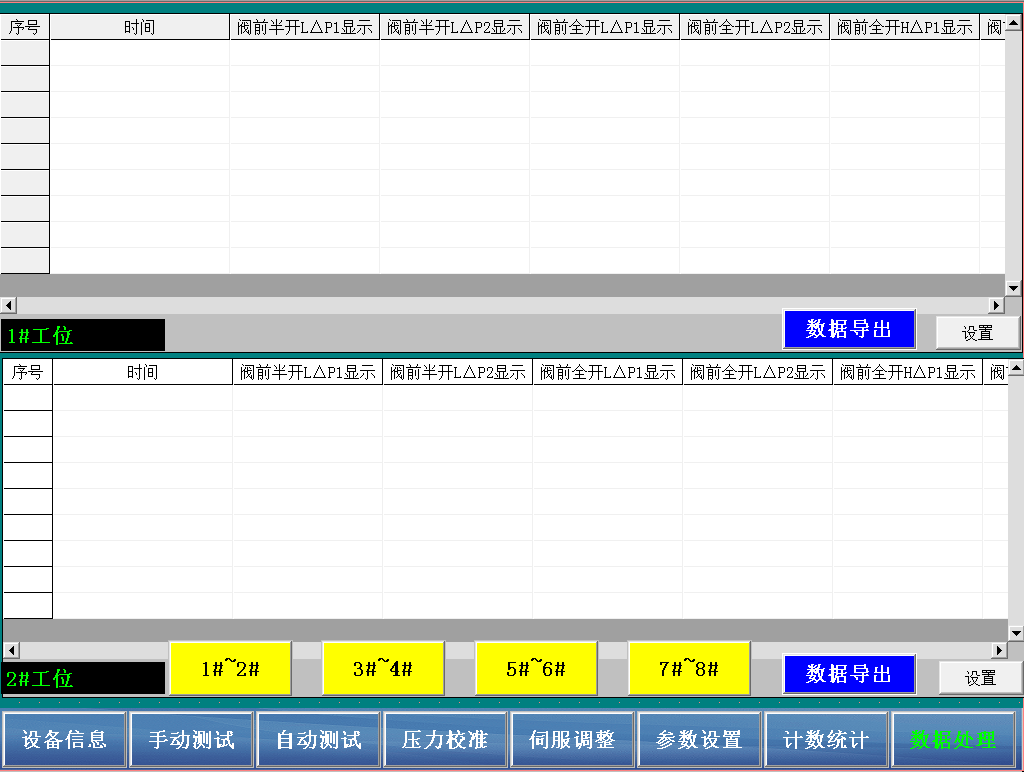 序号 时间 阀前半开L△P1显示 阀前半开L△P2显示 阀前全开L△P1显示 阀前全开L△P2显示 阀前全开H△P1显示 阀
1#工位 数据导出 设置
序号 时间 阀前半开L△P1显示 阀前半开L△P2显示 阀前全开L△P1显示 阀前全开L△P2显示 阀前全开H△P1显示 阀
2#工位 1#~2# 3#~4# 5#~6# 7#~8# 数据导出 设置
设备信息 手动测试 自动测试 压力校准 伺服调整 参数设置 计数统计 数据处理